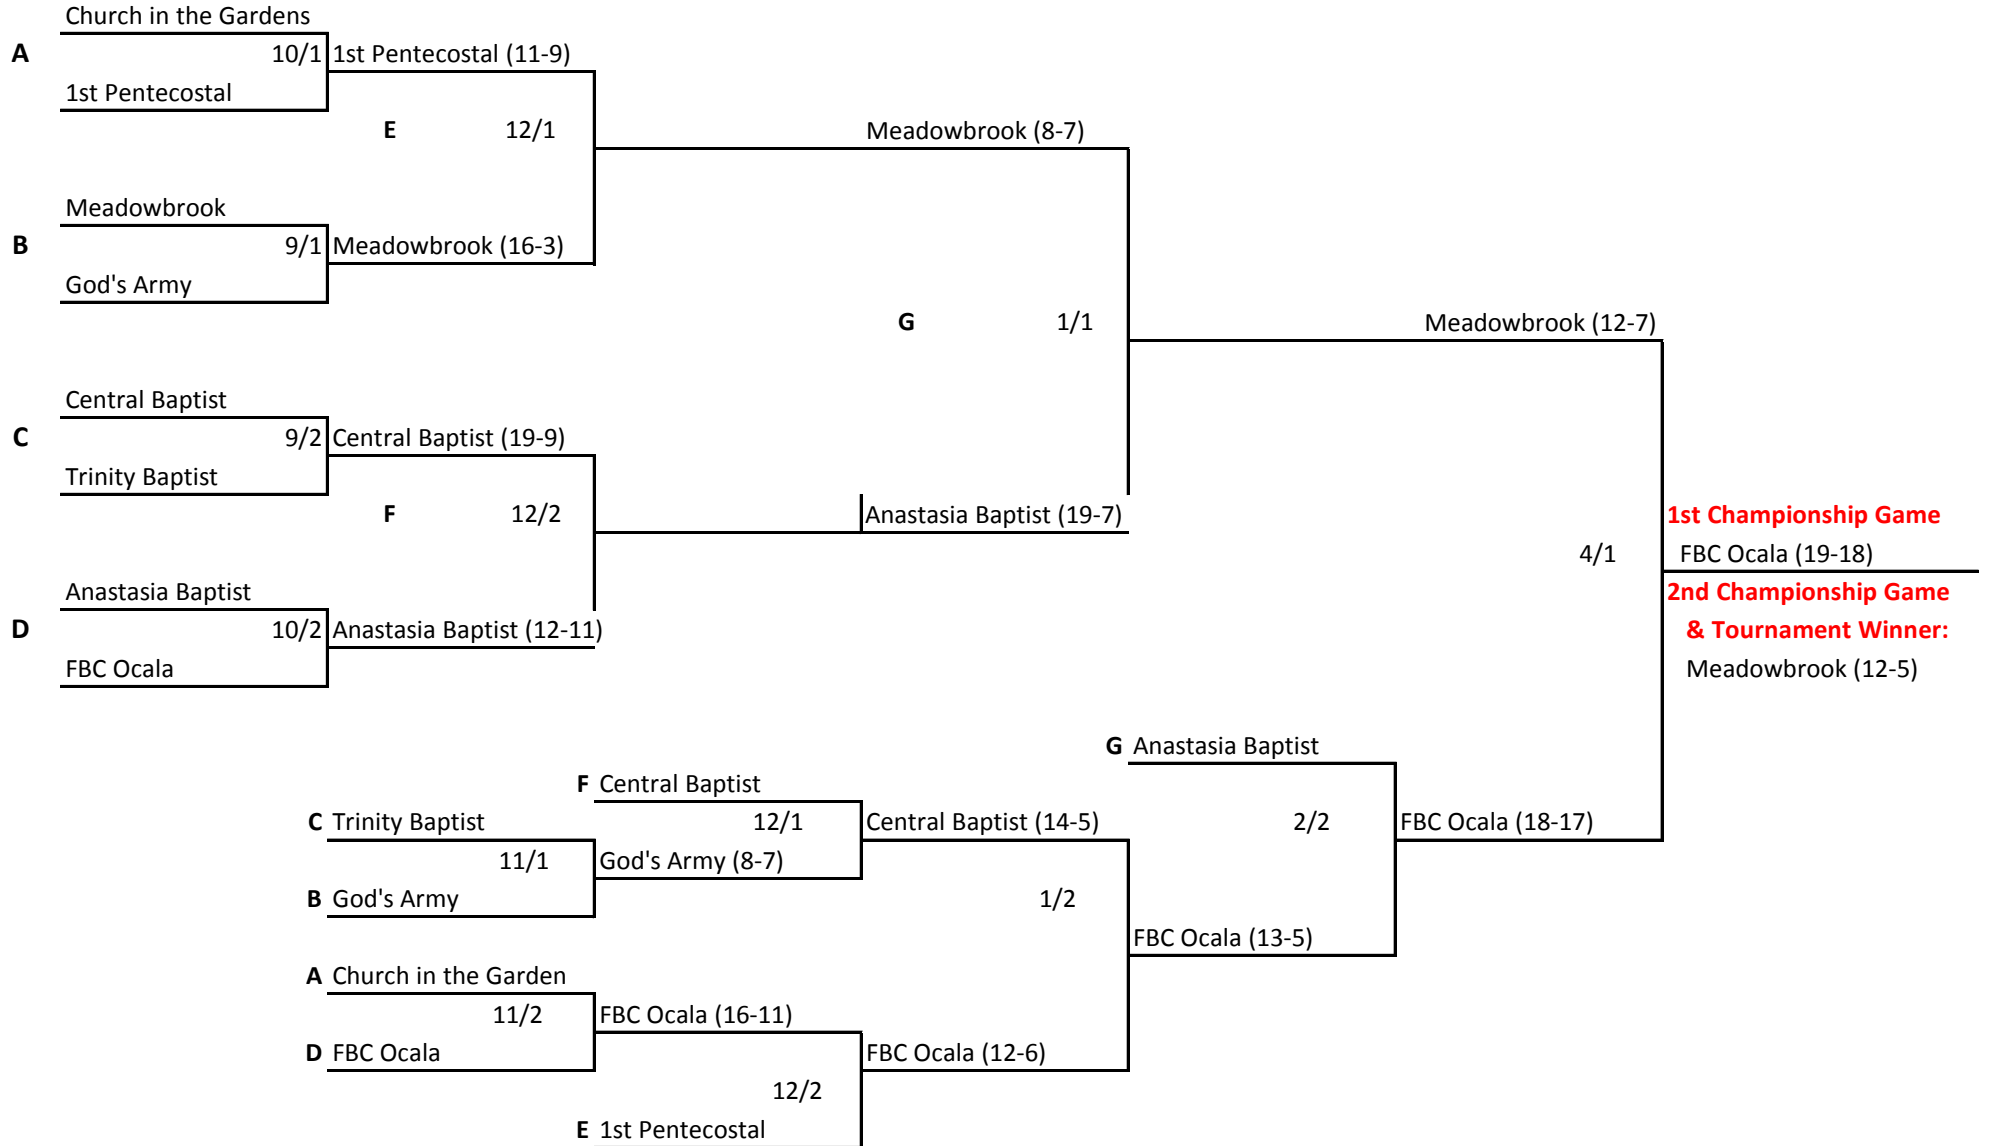 Church in the Gardens
A 10/1 1st Pentecostal (11-9)
1st Pentecostal
E 12/1 Meadowbrook (8-7)
Meadowbrook
B 9/1 Meadowbrook (16-3)
God's Army
G 1/1 Meadowbrook (12-7)
Central Baptist
C 9/2 Central Baptist (19-9)
Trinity Baptist
F 12/2 Anastasia Baptist (19-7) 1st Championship Game
4/1 FBC Ocala (19-18)
Anastasia Baptist 2nd Championship Game
D 10/2 Anastasia Baptist (12-11) & Tournament Winner:
FBC Ocala Meadowbrook (12-5)
G Anastasia Baptist
F Central Baptist
C Trinity Baptist 12/1 Central Baptist (14-5) 2/2 FBC Ocala (18-17)
11/1 God's Army (8-7)
B God's Army 1/2
FBC Ocala (13-5)
A Church in the Garden
11/2 FBC Ocala (16-11)
D FBC Ocala FBC Ocala (12-6)
12/2
E 1st Pentecostal